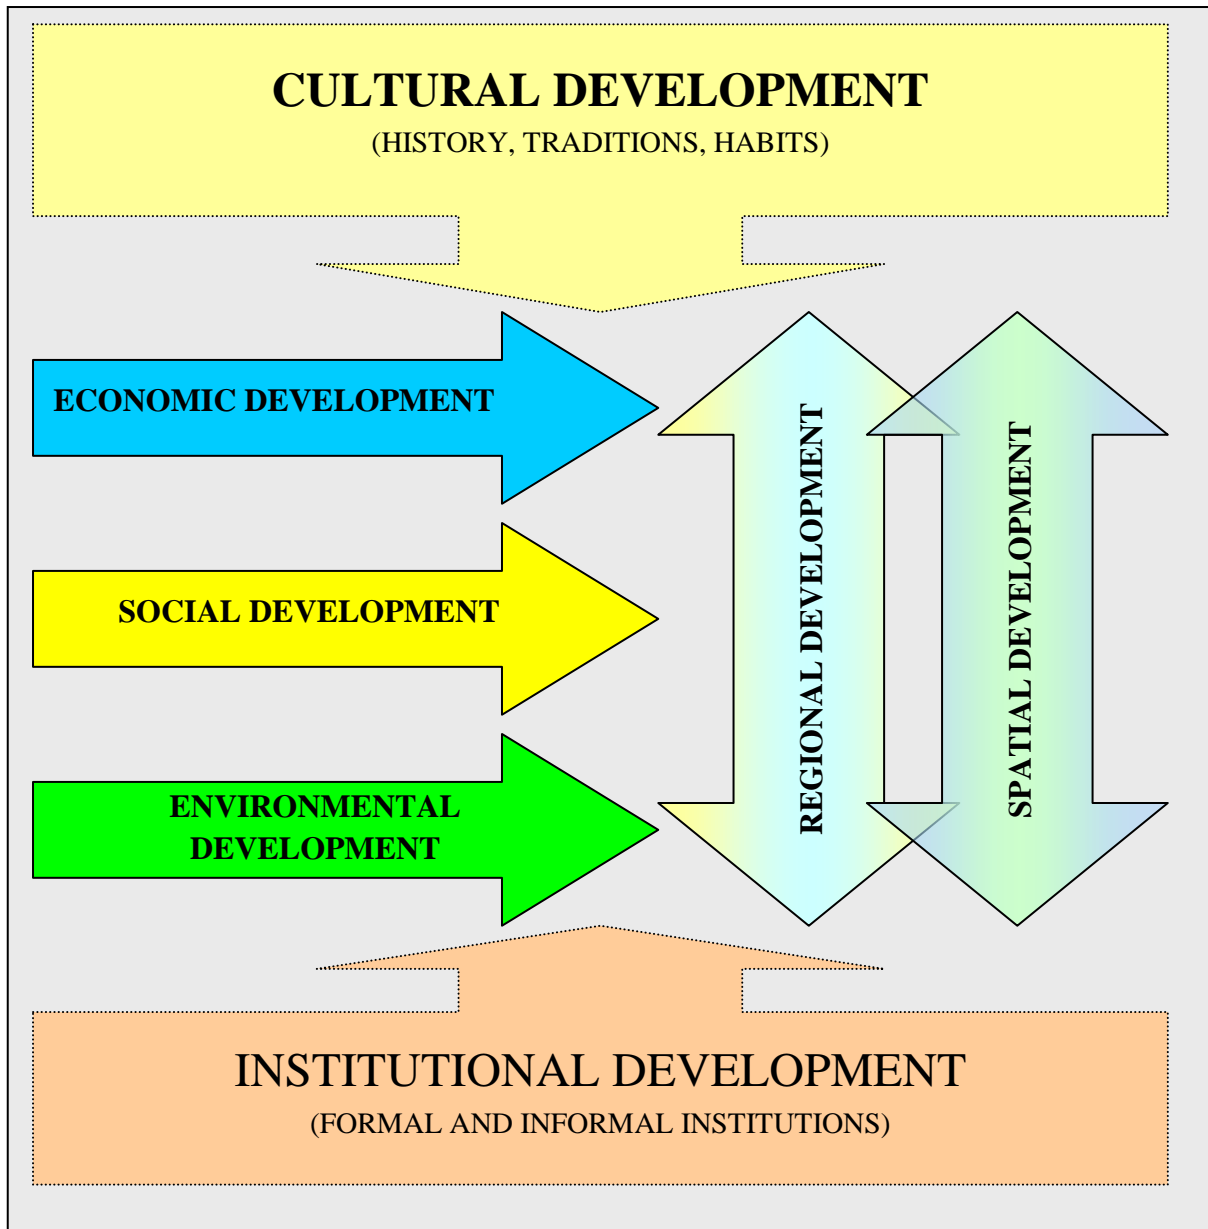 CULTURAL DEVELOPMENT
(HISTORY, TRADITIONS, HABITS)
ECONOMIC DEVELOPMENT
SOCIAL DEVELOPMENT
ENVIRONMENTAL
DEVELOPMENT
REGIONAL DEVELOPMENT
SPATIAL DEVELOPMENT
INSTITUTIONAL DEVELOPMENT
(FORMAL AND INFORMAL INSTITUTIONS)